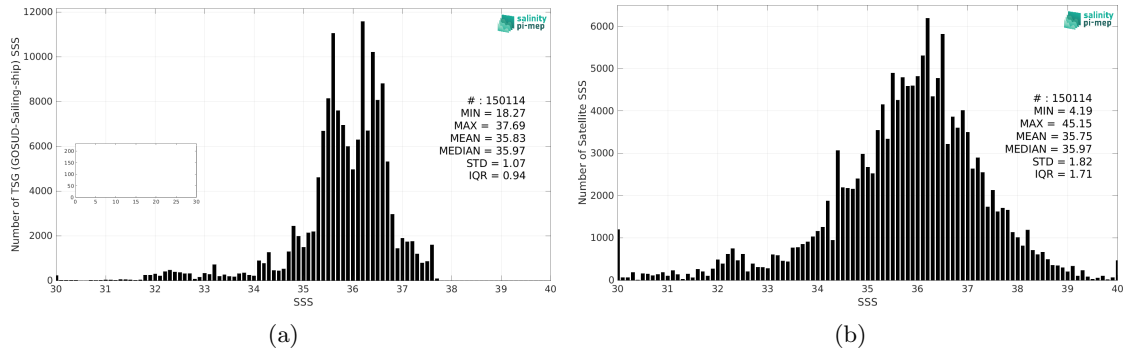 12000
10000
8000
6000
4000
2000
0
Number of TSG (GOSUD-Sailing-ship) SSS
salinity
pi-mep
# : 150114
MIN = 18.27
MAX = 37.69
MEAN = 35.83
MEDIAN = 35.97
STD = 1.07
IQR = 0.94
200
150
100
50
0
0 5 10 15 20 25 30
30 31 32 33 34 35 36 37 38 39 40
SSS
(a)
6000
5000
4000
3000
2000
1000
0
Number of Satellite SSS
salinity
pi-mep
# : 150114
MIN = 4.19
MAX = 45.15
MEAN = 35.75
MEDIAN = 35.97
STD = 1.82
IQR = 1.71
30 31 32 33 34 35 36 37 38 39 40
SSS
(b)